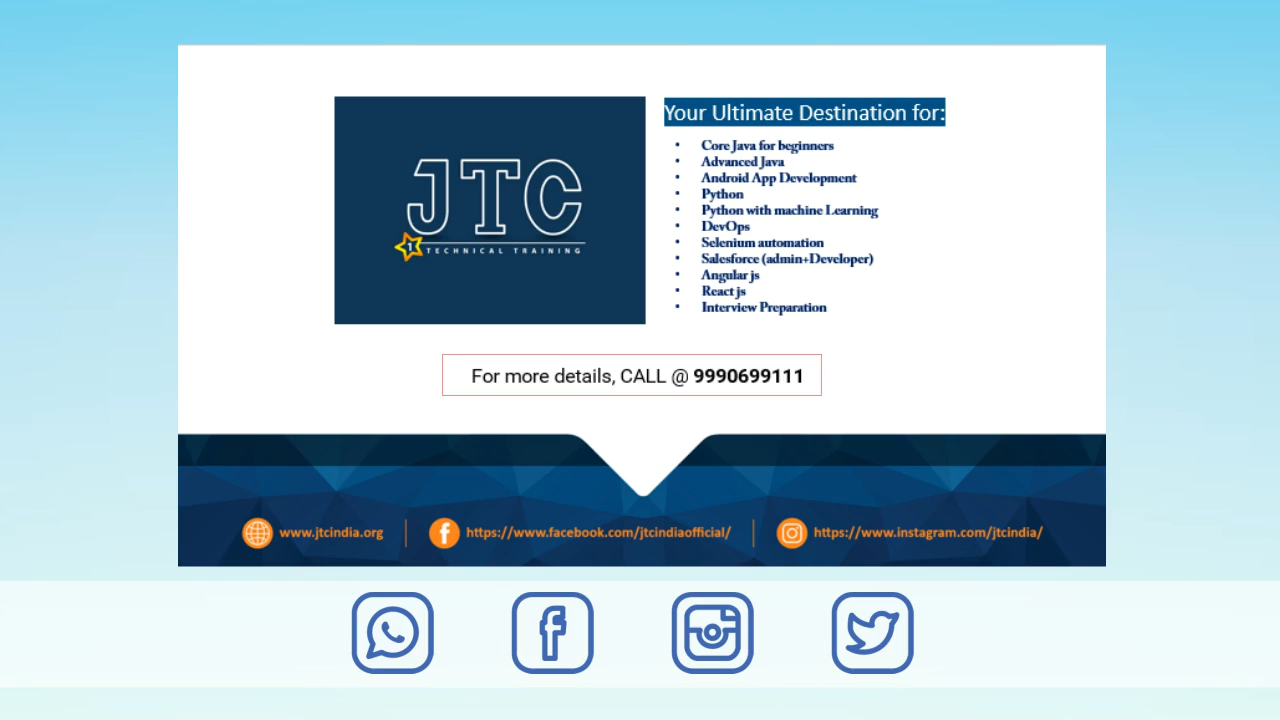 JTC
1
TECHNICAL TRAINING
Your Ultimate Destination for:
• Core Java for beginners
• Advanced Java
• Android App Development
• Python
• Python with machine Learning
• DevOps
• Selenium automation
• Salesforce (admin+Developer)
• Angular js
• React js
• Interview Preparation
For more details, CALL @ 9990699111
www.jtcindia.org
https://www.facebook.com/jtcindiaofficial/
https://www.instagram.com/jtcindia/